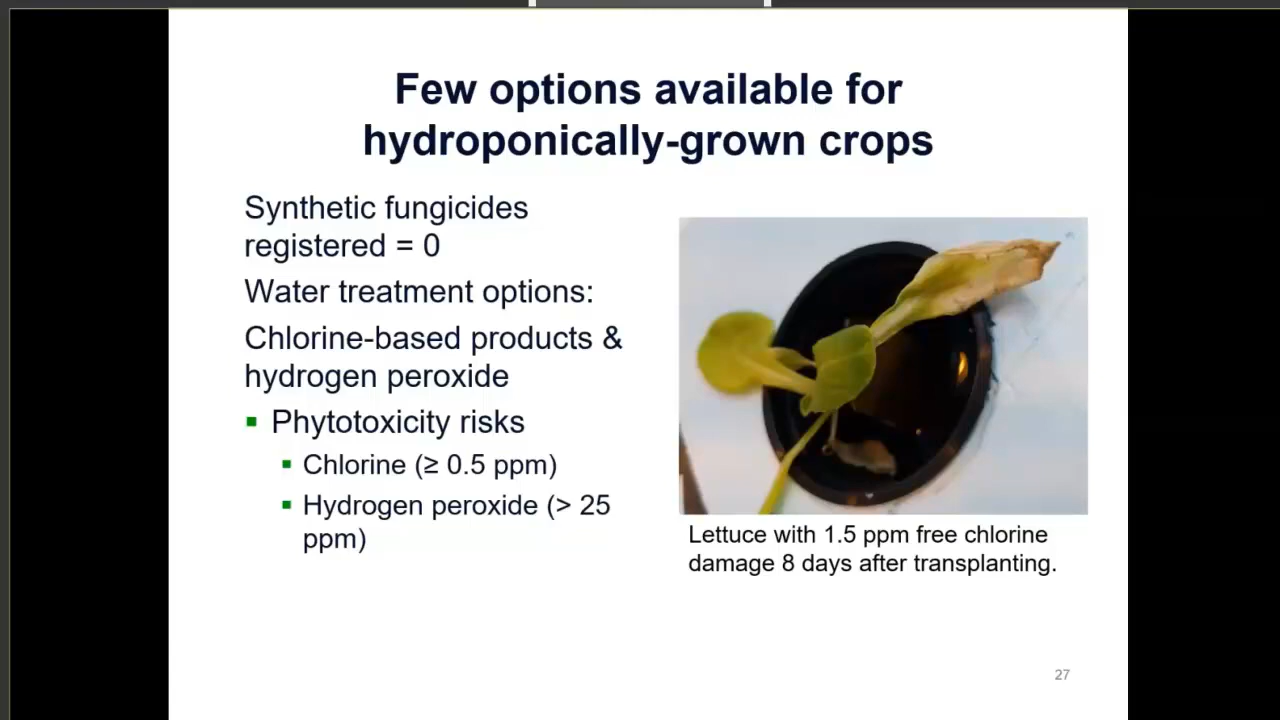 Few options available for
hydroponically-grown crops
Synthetic fungicides
registered = 0
Water treatment options:
Chlorine-based products &
hydrogen peroxide
Phytotoxicity risks
Chlorine (≥ 0.5 ppm)
Hydrogen peroxide (> 25
ppm)
Lettuce with 1.5 ppm free chlorine
damage 8 days after transplanting.
27